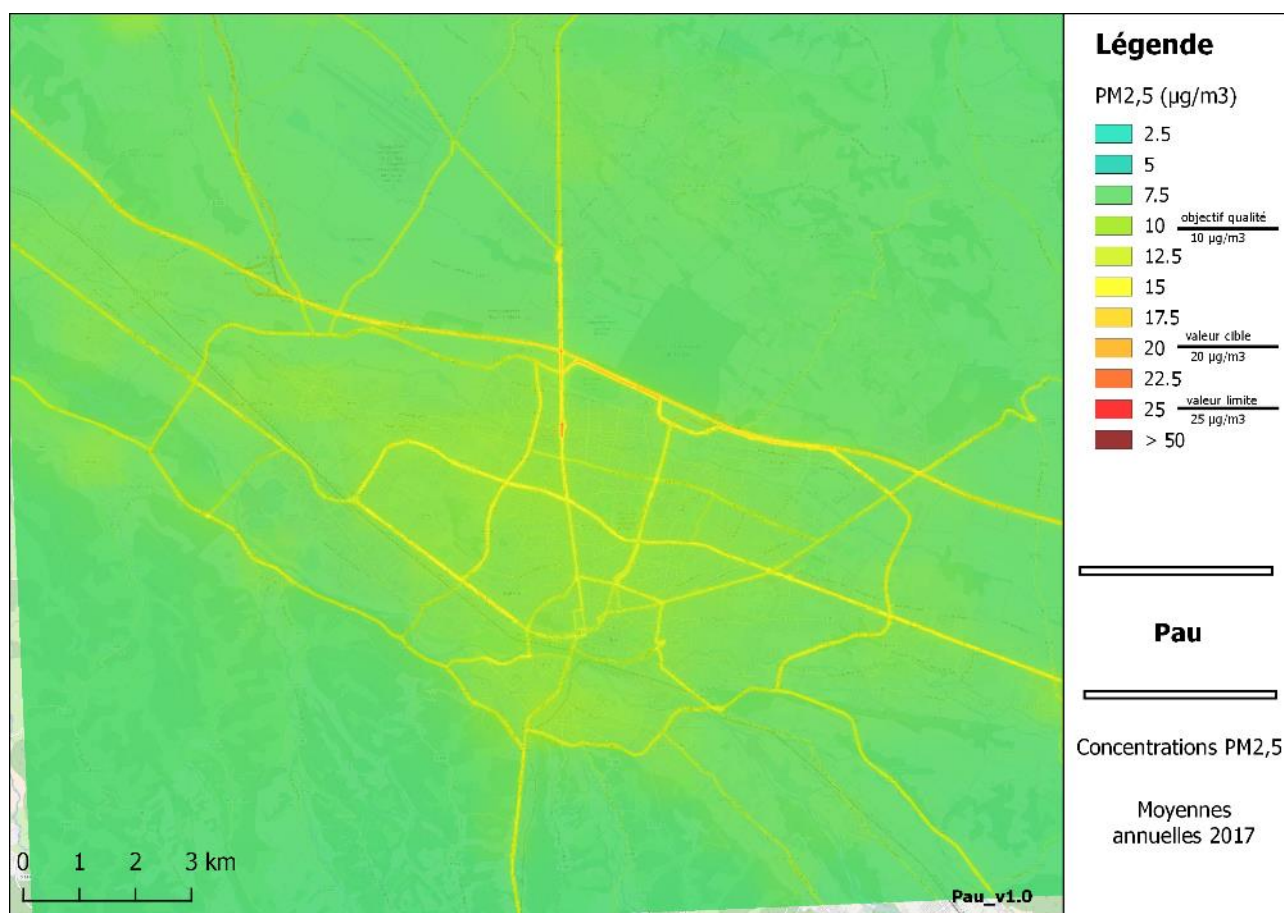 Légende
PM2,5 (µg/m3)
2.5
5
7.5
10 objectif qualité
10 µg/m3
12.5
15
17.5
20 valeur cible
20 µg/m3
22.5
25 valeur limite
25 µg/m3
> 50
Pau
Concentrations PM2,5
Moyennes
annuelles 2017
0 1 2 3 km
Pau_v1.0